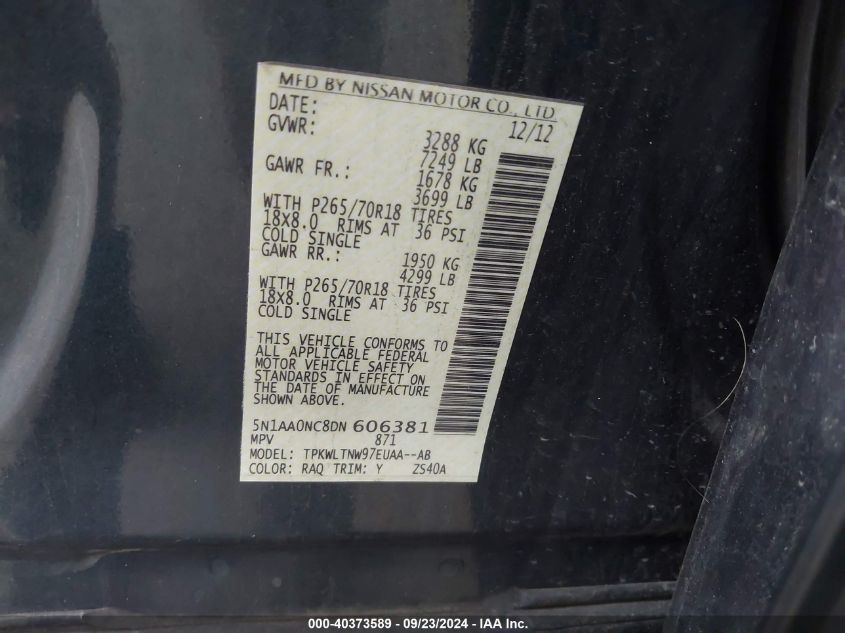 MFD BY NISSAN MOTOR CO., LTD.
DATE: 12/12
GVWR: 3288 KG
7249 LB
GAWR FR.: 1678 KG
3699 LB
WITH P265/70R18 TIRES
18X8.0 RIMS AT 36 PSI
COLD SINGLE
GAWR RR.: 1950 KG
4299 LB
WITH P265/70R18 TIRES
18X8.0 RIMS AT 36 PSI
COLD SINGLE
THIS VEHICLE CONFORMS TO
ALL APPLICABLE FEDERAL
MOTOR VEHICLE SAFETY
STANDARDS IN EFFECT ON
THE DATE OF MANUFACTURE
SHOWN ABOVE.
5N1AA0NC8DN 606381
MPV 871
MODEL: TPKWLTNW97EUAA--AB
COLOR: RAQ TRIM: Y ZS40A
000-40373589 - 09/23/2024 - IAA Inc.